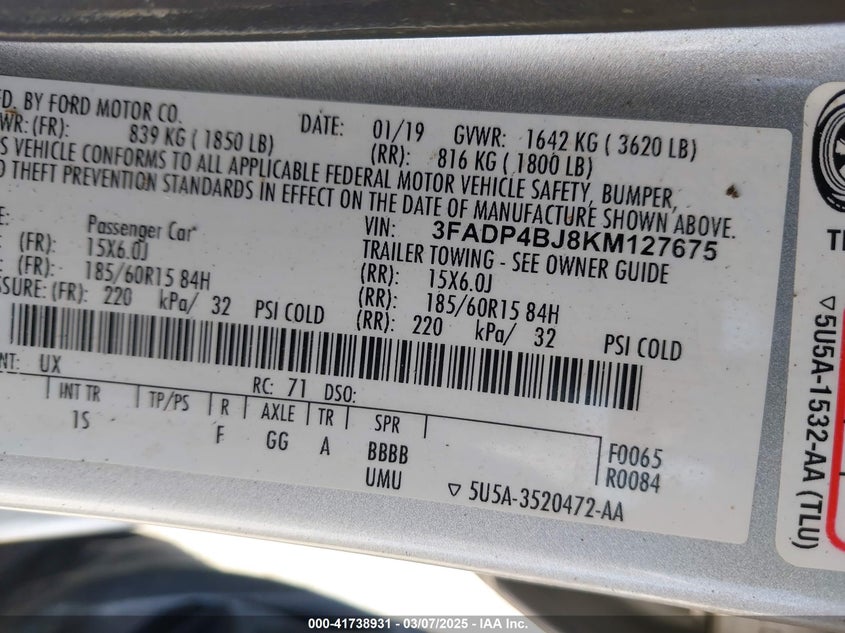 FD. BY FORD MOTOR CO.
DATE: 01/19 GVWR: 1642 KG ( 3620 LB)
WR: (FR): 839 KG ( 1850 LB) (RR): 816 KG ( 1800 LB)
S VEHICLE CONFORMS TO ALL APPLICABLE FEDERAL MOTOR VEHICLE SAFETY, BUMPER,
D THEFT PREVENTION STANDARDS IN EFFECT ON THE DATE OF MANUFACTURE SHOWN ABOVE.
VIN: 3FADP4BJ8KM127675
E: Passenger Car* TRAILER TOWING - SEE OWNER GUIDE
(FR): 15X6.0J (RR): 15X6.0J
(FR): 185/60R15 84H (RR): 185/60R15 84H
SSURE: (FR): 220 kPa/ 32 PSI COLD (RR): 220 kPa/ 32 PSI COLD
NT: UX RC: 71 DSO:
INT TR TP/PS R AXLE TR SPR
1S F GG A BBBB F0065
UMU R0084
▽ 5U5A-3520472-AA
▽ 5U5A-1532-AA (TLU)
000-41738931 — 03/07/2025 — IAA Inc.